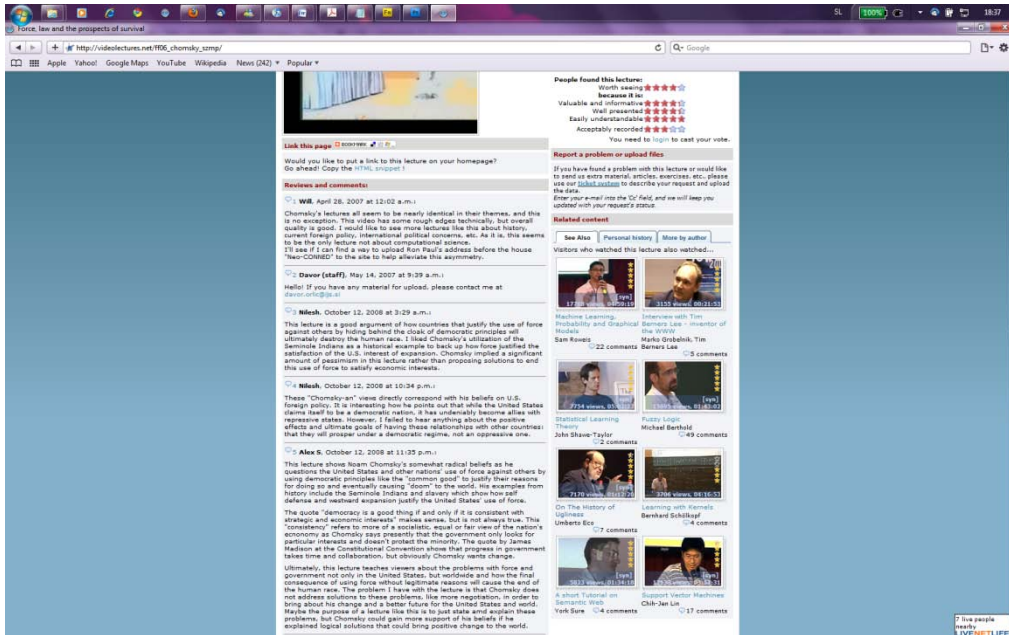 SL
100%
18:37
Force, law and the prospects of survival
http://videolectures.net/ff06_chomsky_szmp/
Google
Apple Yahoo! Google Maps YouTube Wikipedia News (242) Popular
Link this page
BOOKMARK
Would you like to put a link to this lecture on your homepage?
Go ahead! Copy the HTML snippet !
Reviews and comments:
1 Will, April 28, 2007 at 12:02 a.m.:
Chomsky's lectures all seem to be nearly identical in their themes, and this
is no exception. This video has some rough edges technically, but overall
quality is good. I would like to see more lectures like this about history,
current foreign policy, international political concerns, etc. As it is, this seems
to be the only lecture not about computational science.
I'll see if I can find a way to upload Ron Paul's address before the house
"Neo-CONNED" to the site to help alleviate this asymmetry.
2 Davor (staff), May 14, 2007 at 9:39 a.m.:
Hello! If you have any material for upload, please contact me at
davor.orlic@ijs.si
3 Nilesh, October 12, 2008 at 3:29 a.m.:
This lecture is a good argument of how countries that justify the use of force
against others by hiding behind the cloak of democratic principles will
ultimately destroy the human race. I liked Chomsky's utilization of the
Seminole Indians as a historical example to back up how force justified the
satisfaction of the U.S. interest of expansion. Chomsky implied a significant
amount of pessimism in this lecture rather than proposing solutions to end
this use of force to satisfy economic interests.
4 Nilesh, October 12, 2008 at 10:34 p.m.:
These "Chomsky-an" views directly correspond with his beliefs on U.S.
foreign policy. It is interesting how he points out that while the United States
claims itself to be a democratic nation, it has undeniably become allies with
repressive states. However, I failed to hear anything about the positive
effects and ultimate goals of having these relationships with other countries:
that they will prosper under a democratic regime, not an oppressive one.
5 Alex S, October 12, 2008 at 11:35 p.m.:
This lecture shows Noam Chomsky's somewhat radical beliefs as he
questions the United States and other nations' use of force against others by
using democratic principles like the "common good" to justify their reasons
for doing so and eventually causing "doom" to the world. His examples from
history include the Seminole Indians and slavery which show how self
defense and westward expansion justify the United States' use of force.
The quote "democracy is a good thing if and only if it is consistent with
strategic and economic interests" makes sense, but is not always true. This
"consistency" refers to more of a socialistic, equal or fair view of the nation's
economy as Chomsky says presently that the government only looks for
particular interests and doesn't protect the minority. The quote by James
Madison at the Constitutional Convention shows that progress in government
takes time and collaboration, but obviously Chomsky wants change.
Ultimately, this lecture teaches viewers about the problems with force and
government not only in the United States, but worldwide and how the final
consequence of using force without legitimate reasons will cause the end of
the human race. The problem I have with the lecture is that Chomsky does
not address solutions to these problems, like more negotiation, in order to
bring about his change and a better future for the United States and world.
Maybe the purpose of a lecture like this is to just state amd explain these
problems, but Chomsky could gain more support of his beliefs if he
explained logical solutions that could bring positive change to the world.
People found this lecture:
Worth seeing
because it is:
Valuable and informative
Well presented
Easily understandable
Acceptably recorded
You need to login to cast your vote.
Report a problem or upload files
If you have found a problem with this lecture or would like
to send us extra material, articles, exercises, etc., please
use our ticket system to describe your request and upload
the data.
Enter your e-mail into the 'Cc' field, and we will keep you
updated with your request's status.
Related content
See Also Personal history More by author
Visitors who watched this lecture also watched...
[syn]
Machine Learning,
Probability and Graphical
Models
Sam Roweis
22 comments
3135 views, 00:21:53
Interview with Tim
Berners Lee - inventor of
the WWW
Marko Grobelnik, Tim
Berners Lee
5 comments
Statistical Learning
Theory
John Shawe-Taylor
2 comments
[syn]
Fuzzy Logic
Michael Berthold
49 comments
7170 views, 01:12:26
On The History of
Ugliness
Umberto Eco
7 comments
Learning with Kernels
Bernhard Schölkopf
4 comments
[syn]
A short Tutorial on
Semantic Web
York Sure
4 comments
[syn]
Support Vector Machines
Chih-Jen Lin
17 comments
7 live people
nearby
LIVENETLIFE